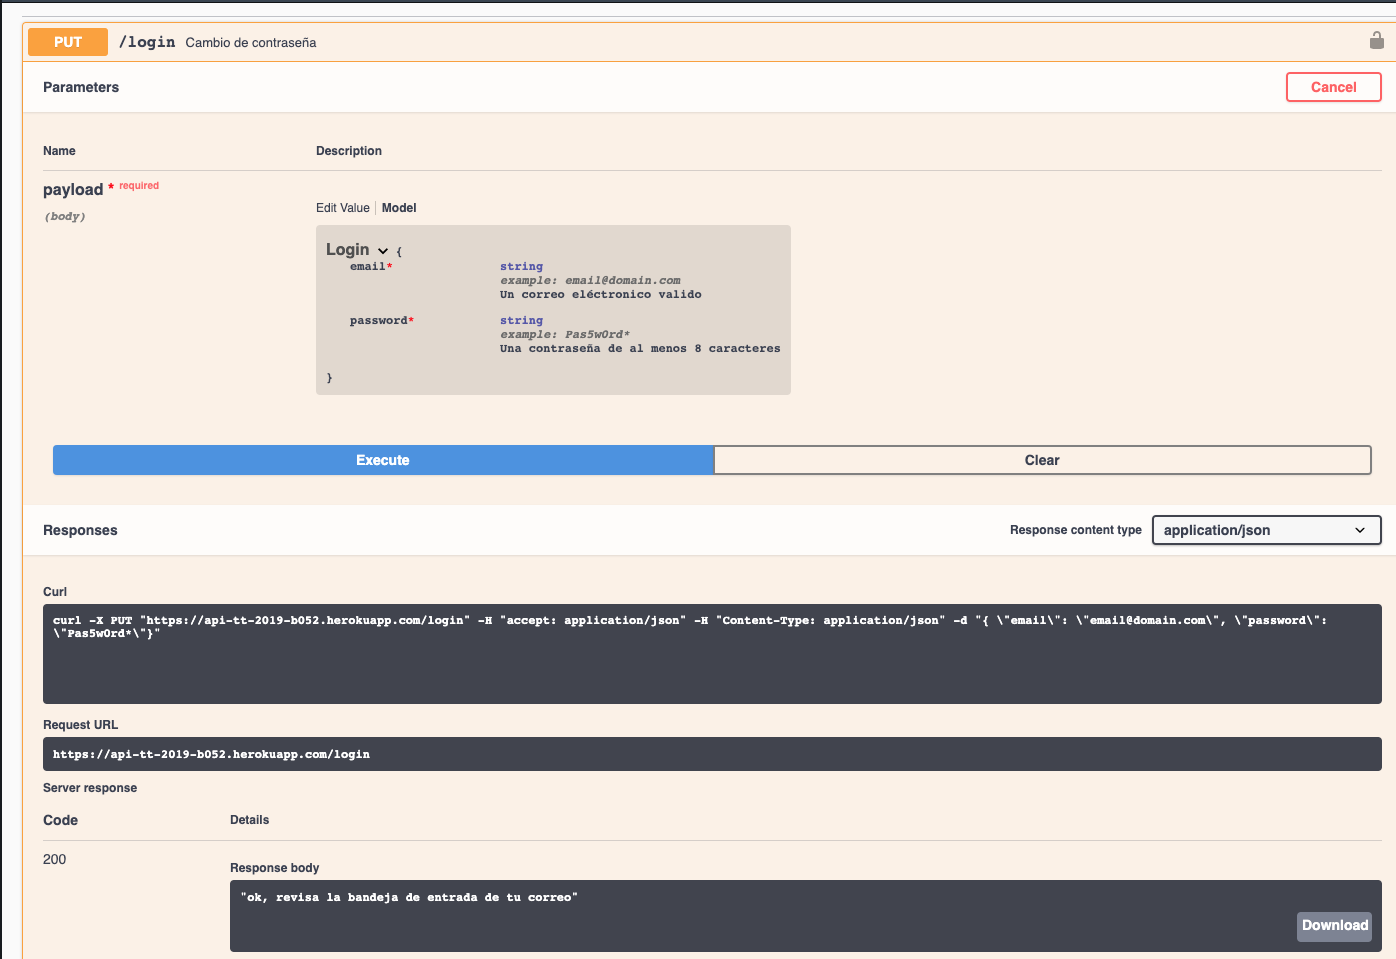 PUT /login Cambio de contraseña
Parameters Cancel
Name Description
payload * required
(body)
Edit Value Model
Login {
email* string
example: email@domain.com
Un correo eléctronico valido
password* string
example: Pas5w0rd*
Una contraseña de al menos 8 caracteres
}
Execute Clear
Responses Response content type application/json
Curl
curl -X PUT "https://api-tt-2019-b052.herokuapp.com/login" -H "accept: application/json" -H "Content-Type: application/json" -d "{ \"email\": \"email@domain.com\", \"password\":
\"Pas5w0rd*\"}"
Request URL
https://api-tt-2019-b052.herokuapp.com/login
Server response
Code Details
200
Response body
"ok, revisa la bandeja de entrada de tu correo"
Download